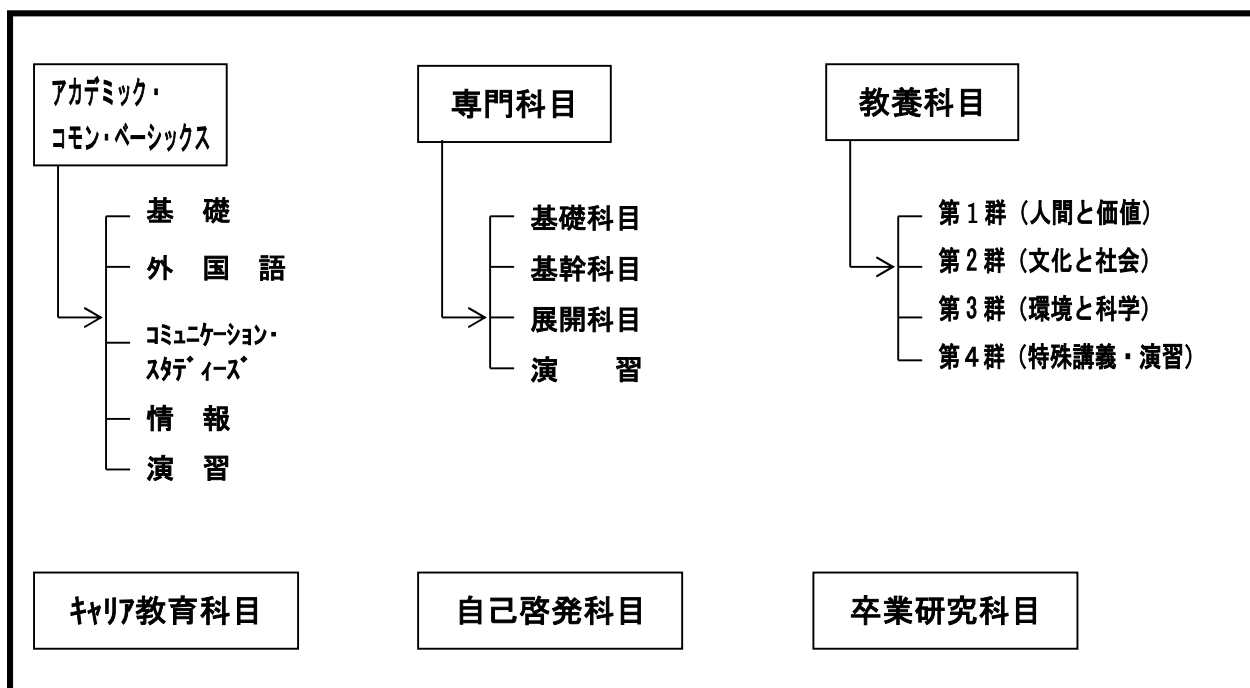 アカデミック・
コモン・ベーシックス
基 礎
外 国 語
コミュニケーション・
スタディーズ
情 報
演 習
専門科目
基礎科目
基幹科目
展開科目
演 習
教養科目
第1群（人間と価値）
第2群（文化と社会）
第3群（環境と科学）
第4群（特殊講義・演習）
キャリア教育科目
自己啓発科目
卒業研究科目